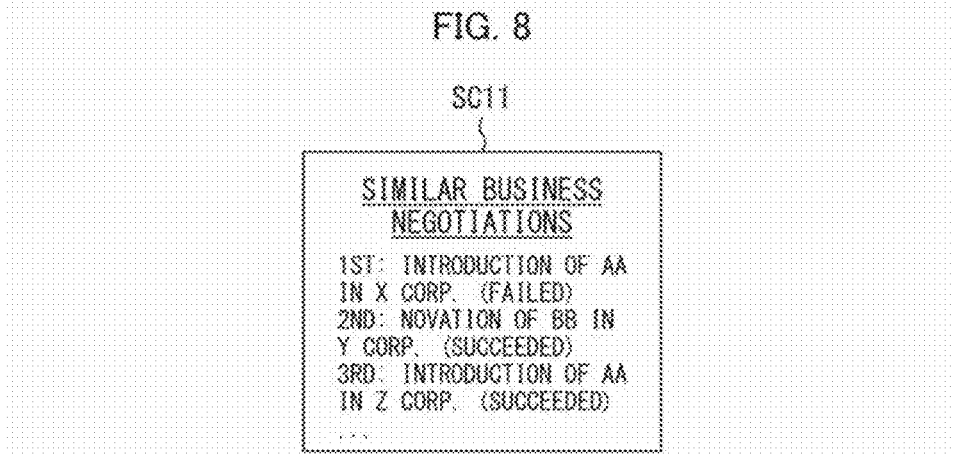 FIG. 8
SC11
SIMILAR BUSINESS
NEGOTIATIONS
1ST: INTRODUCTION OF AA
IN X CORP. (FAILED)
2ND: NOVATION OF BB IN
Y CORP. (SUCCEEDED)
3RD: INTRODUCTION OF AA
IN Z CORP. (SUCCEEDED)
...